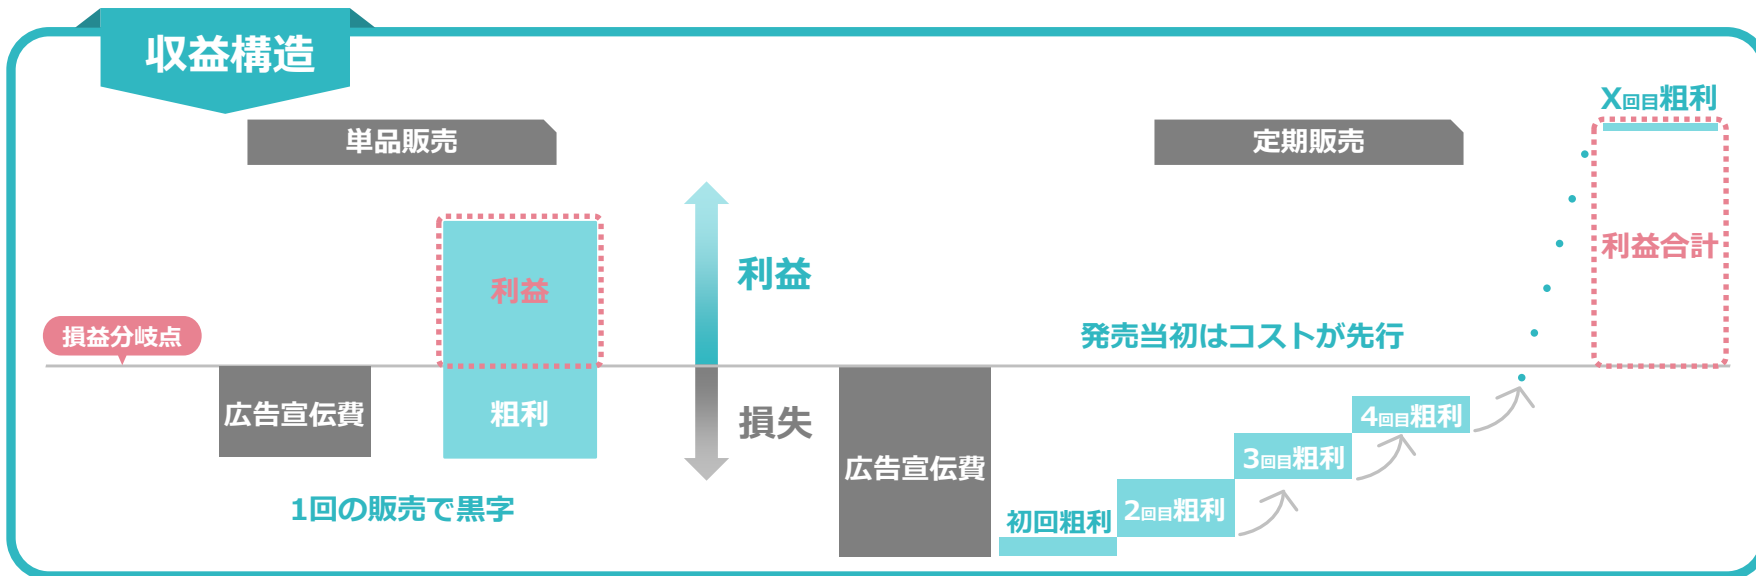 収益構造
単品販売
定期販売
X回目粗利
利益
利益
利益合計
損益分岐点
発売当初はコストが先行
広告宣伝費
粗利
損失
広告宣伝費
初回粗利
2回目粗利
3回目粗利
4回目粗利
1回の販売で黒字